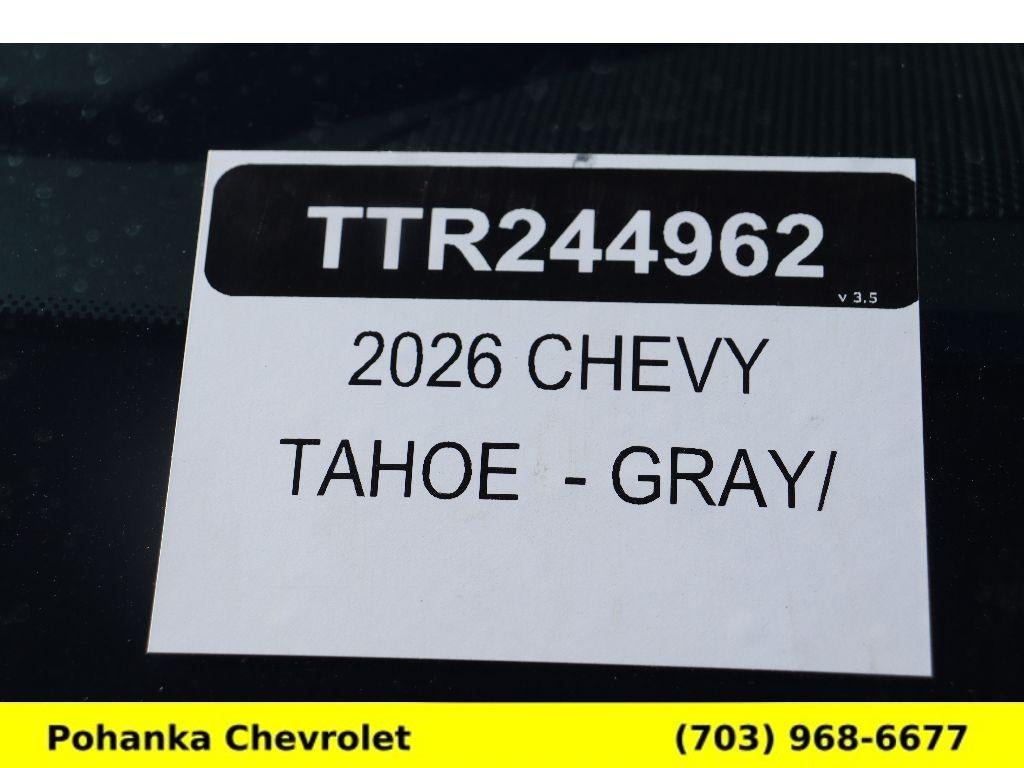 TTR244962
v 3.5
2026 CHEVY
TAHOE - GRAY/
Pohanka Chevrolet (703) 968-6677